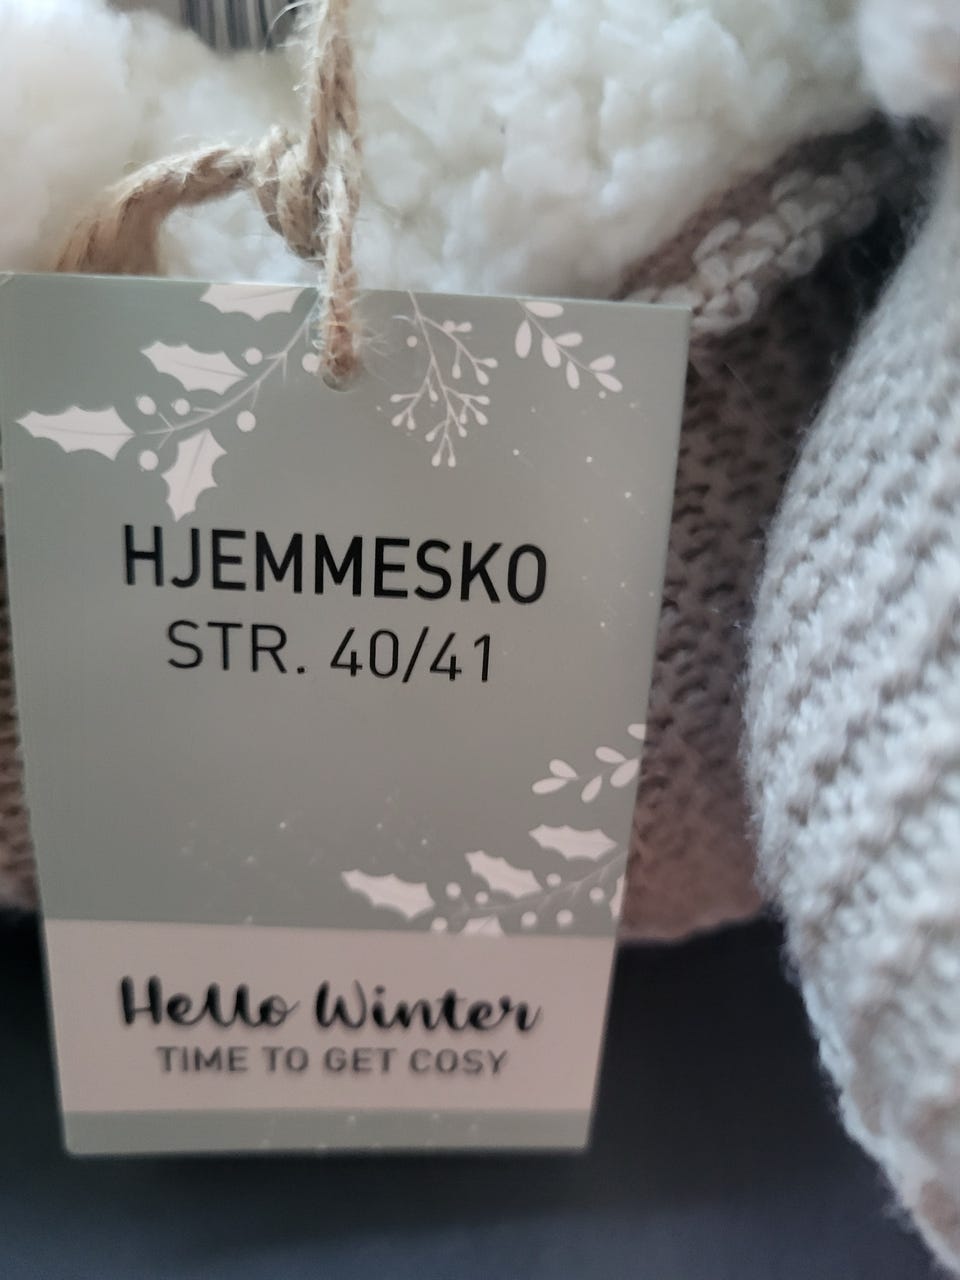 HJEMMESKO
STR. 40/41
Hello Winter
TIME TO GET COSY